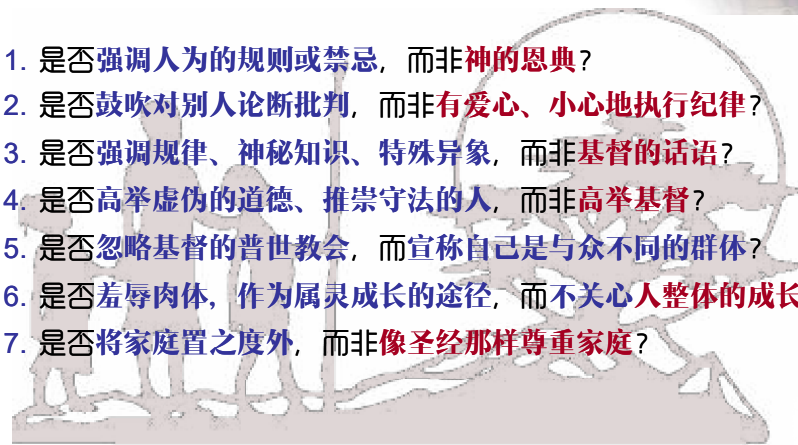 1. 是否强调人为的规则或禁忌，而非神的恩典？
2. 是否鼓吹对别人论断批判，而非有爱心、小心地执行纪律？
3. 是否强调规律、神秘知识、特殊异象，而非基督的话语？
4. 是否高举虚伪的道德、推崇守法的人，而非高举基督？
5. 是否忽略基督的普世教会，而宣称自己是与众不同的群体？
6. 是否羞辱肉体，作为属灵成长的途径，而不关心人整体的成长
7. 是否将家庭置之度外，而非像圣经那样尊重家庭？